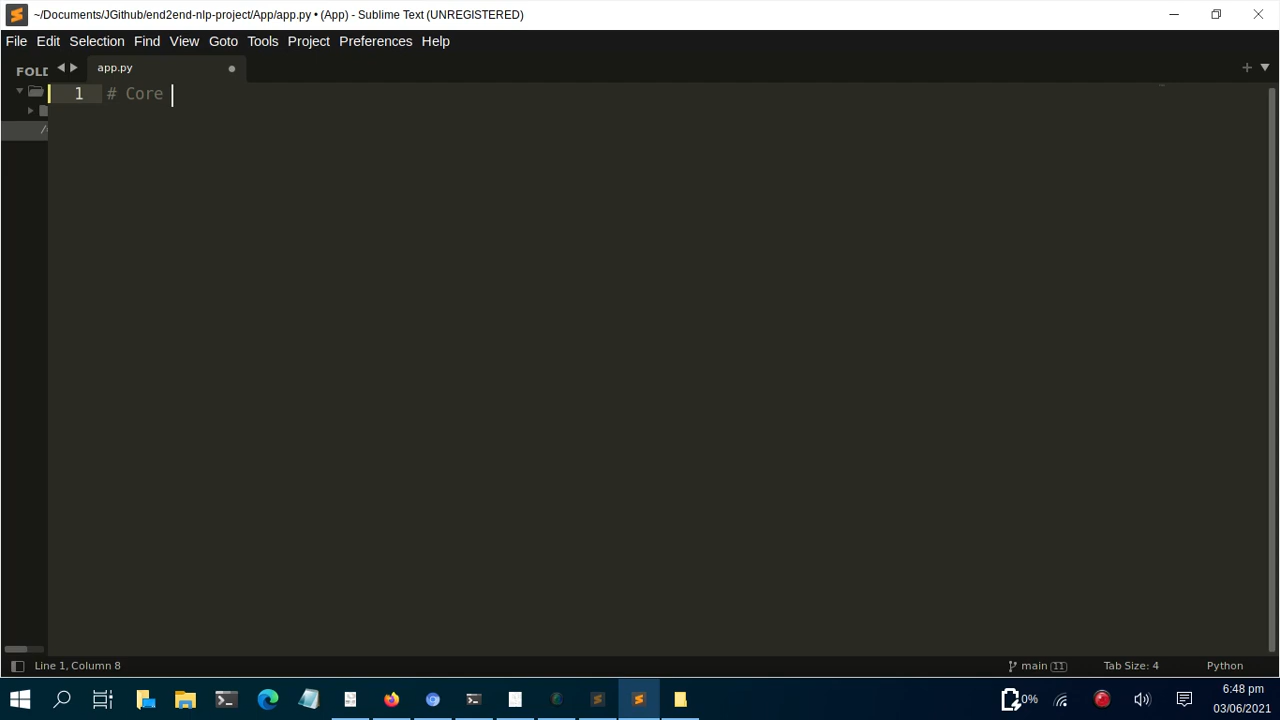 ~/Documents/JGithub/end2end-nlp-project/App/app.py • (App) - Sublime Text (UNREGISTERED)
File Edit Selection Find View Goto Tools Project Preferences Help
FOLD
app.py
1 # Core
/
Line 1, Column 8
main 11
Tab Size: 4
Python
0%
6:48 pm
03/06/2021